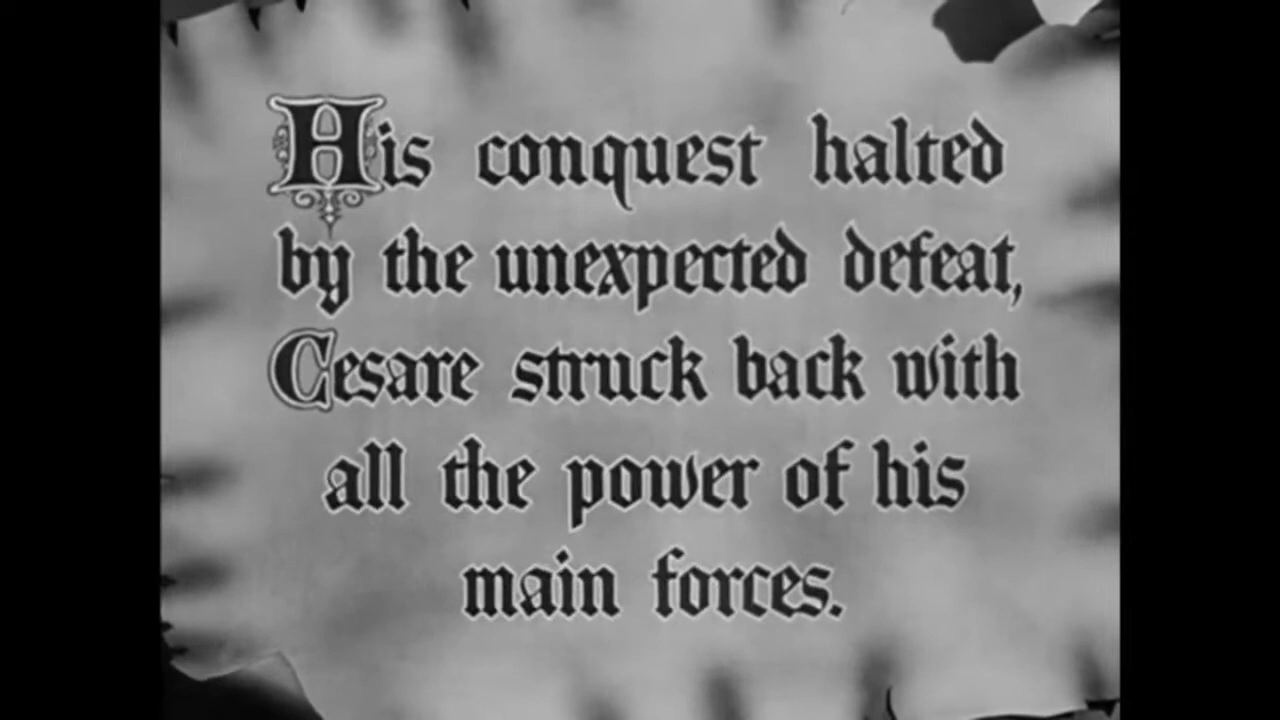 His conquest halted
by the unexpected defeat,
Cesare struck back with
all the power of his
main forces.